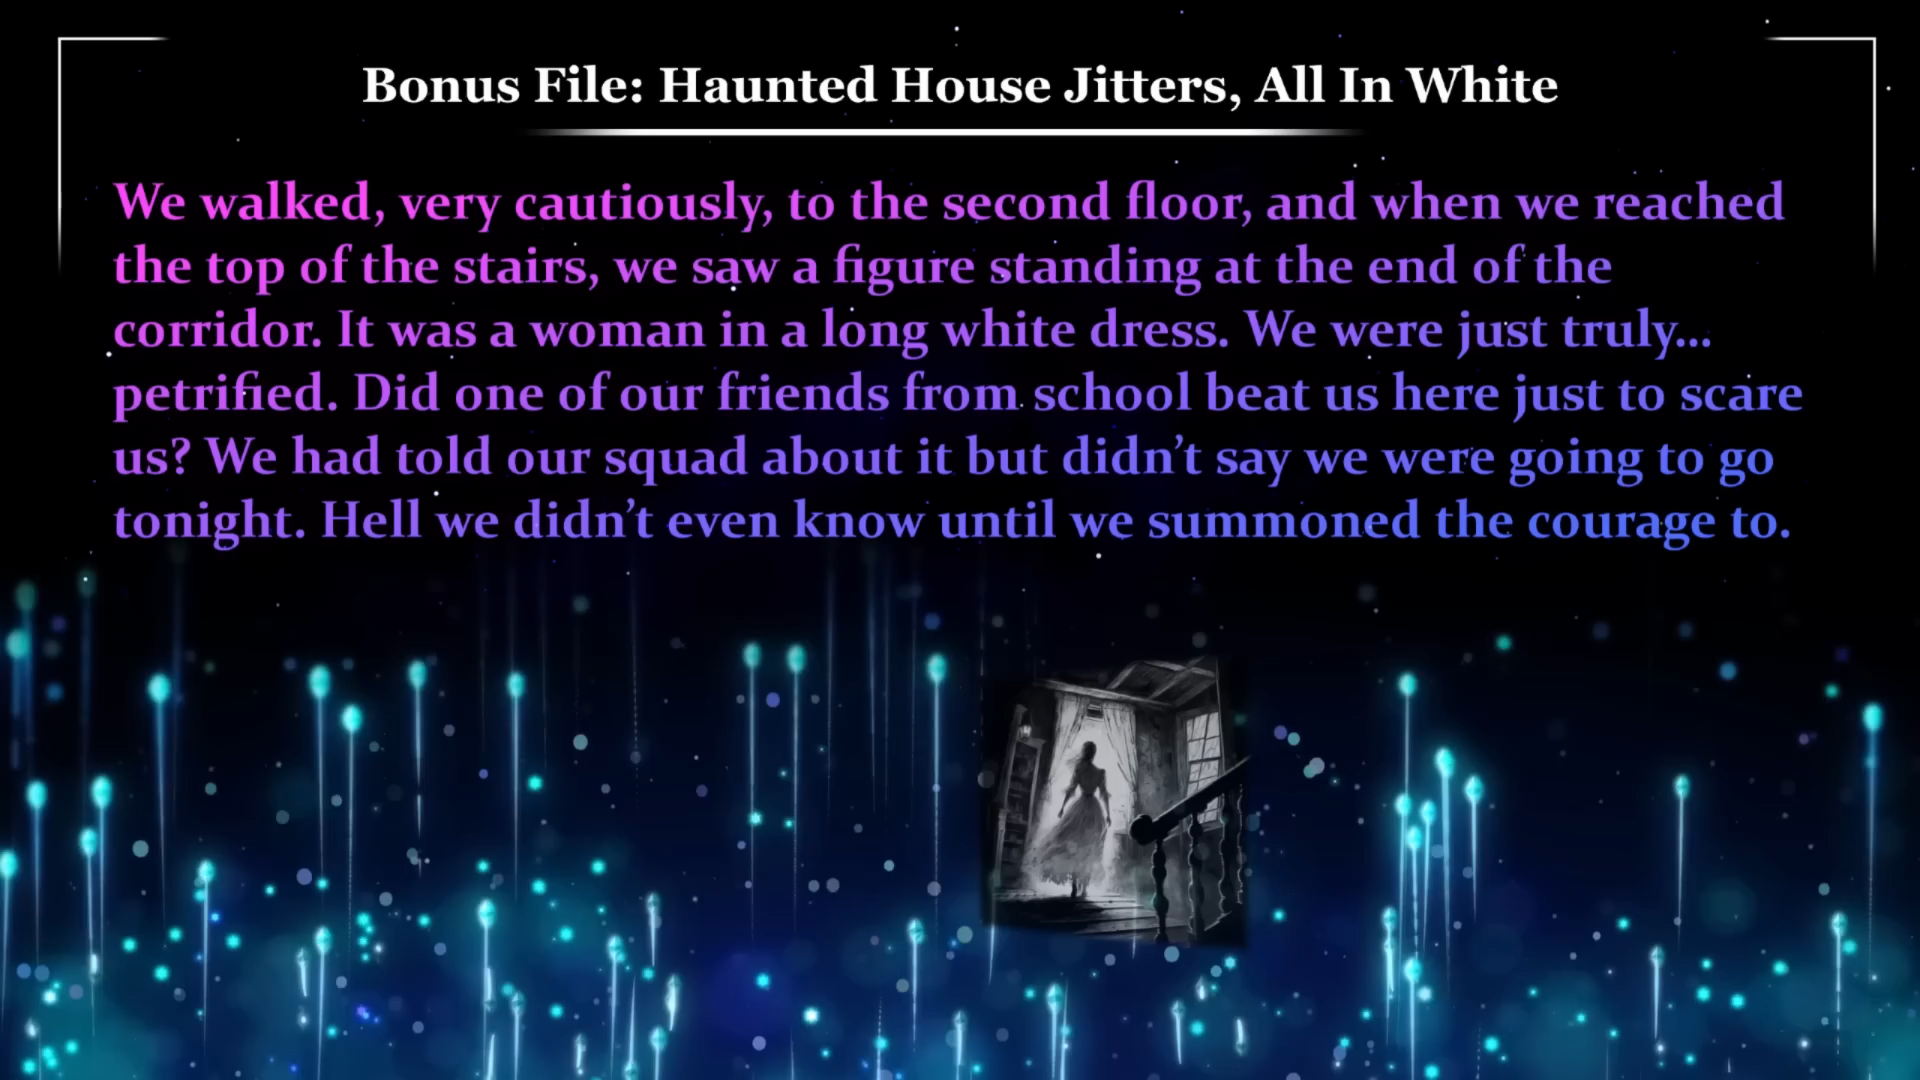 Bonus File: Haunted House Jitters, All In White
We walked, very cautiously, to the second floor, and when we reached
the top of the stairs, we saw a figure standing at the end of the
corridor. It was a woman in a long white dress. We were just truly...
petrified. Did one of our friends from school beat us here just to scare
us? We had told our squad about it but didn’t say we were going to go
tonight. Hell we didn’t even know until we summoned the courage to.